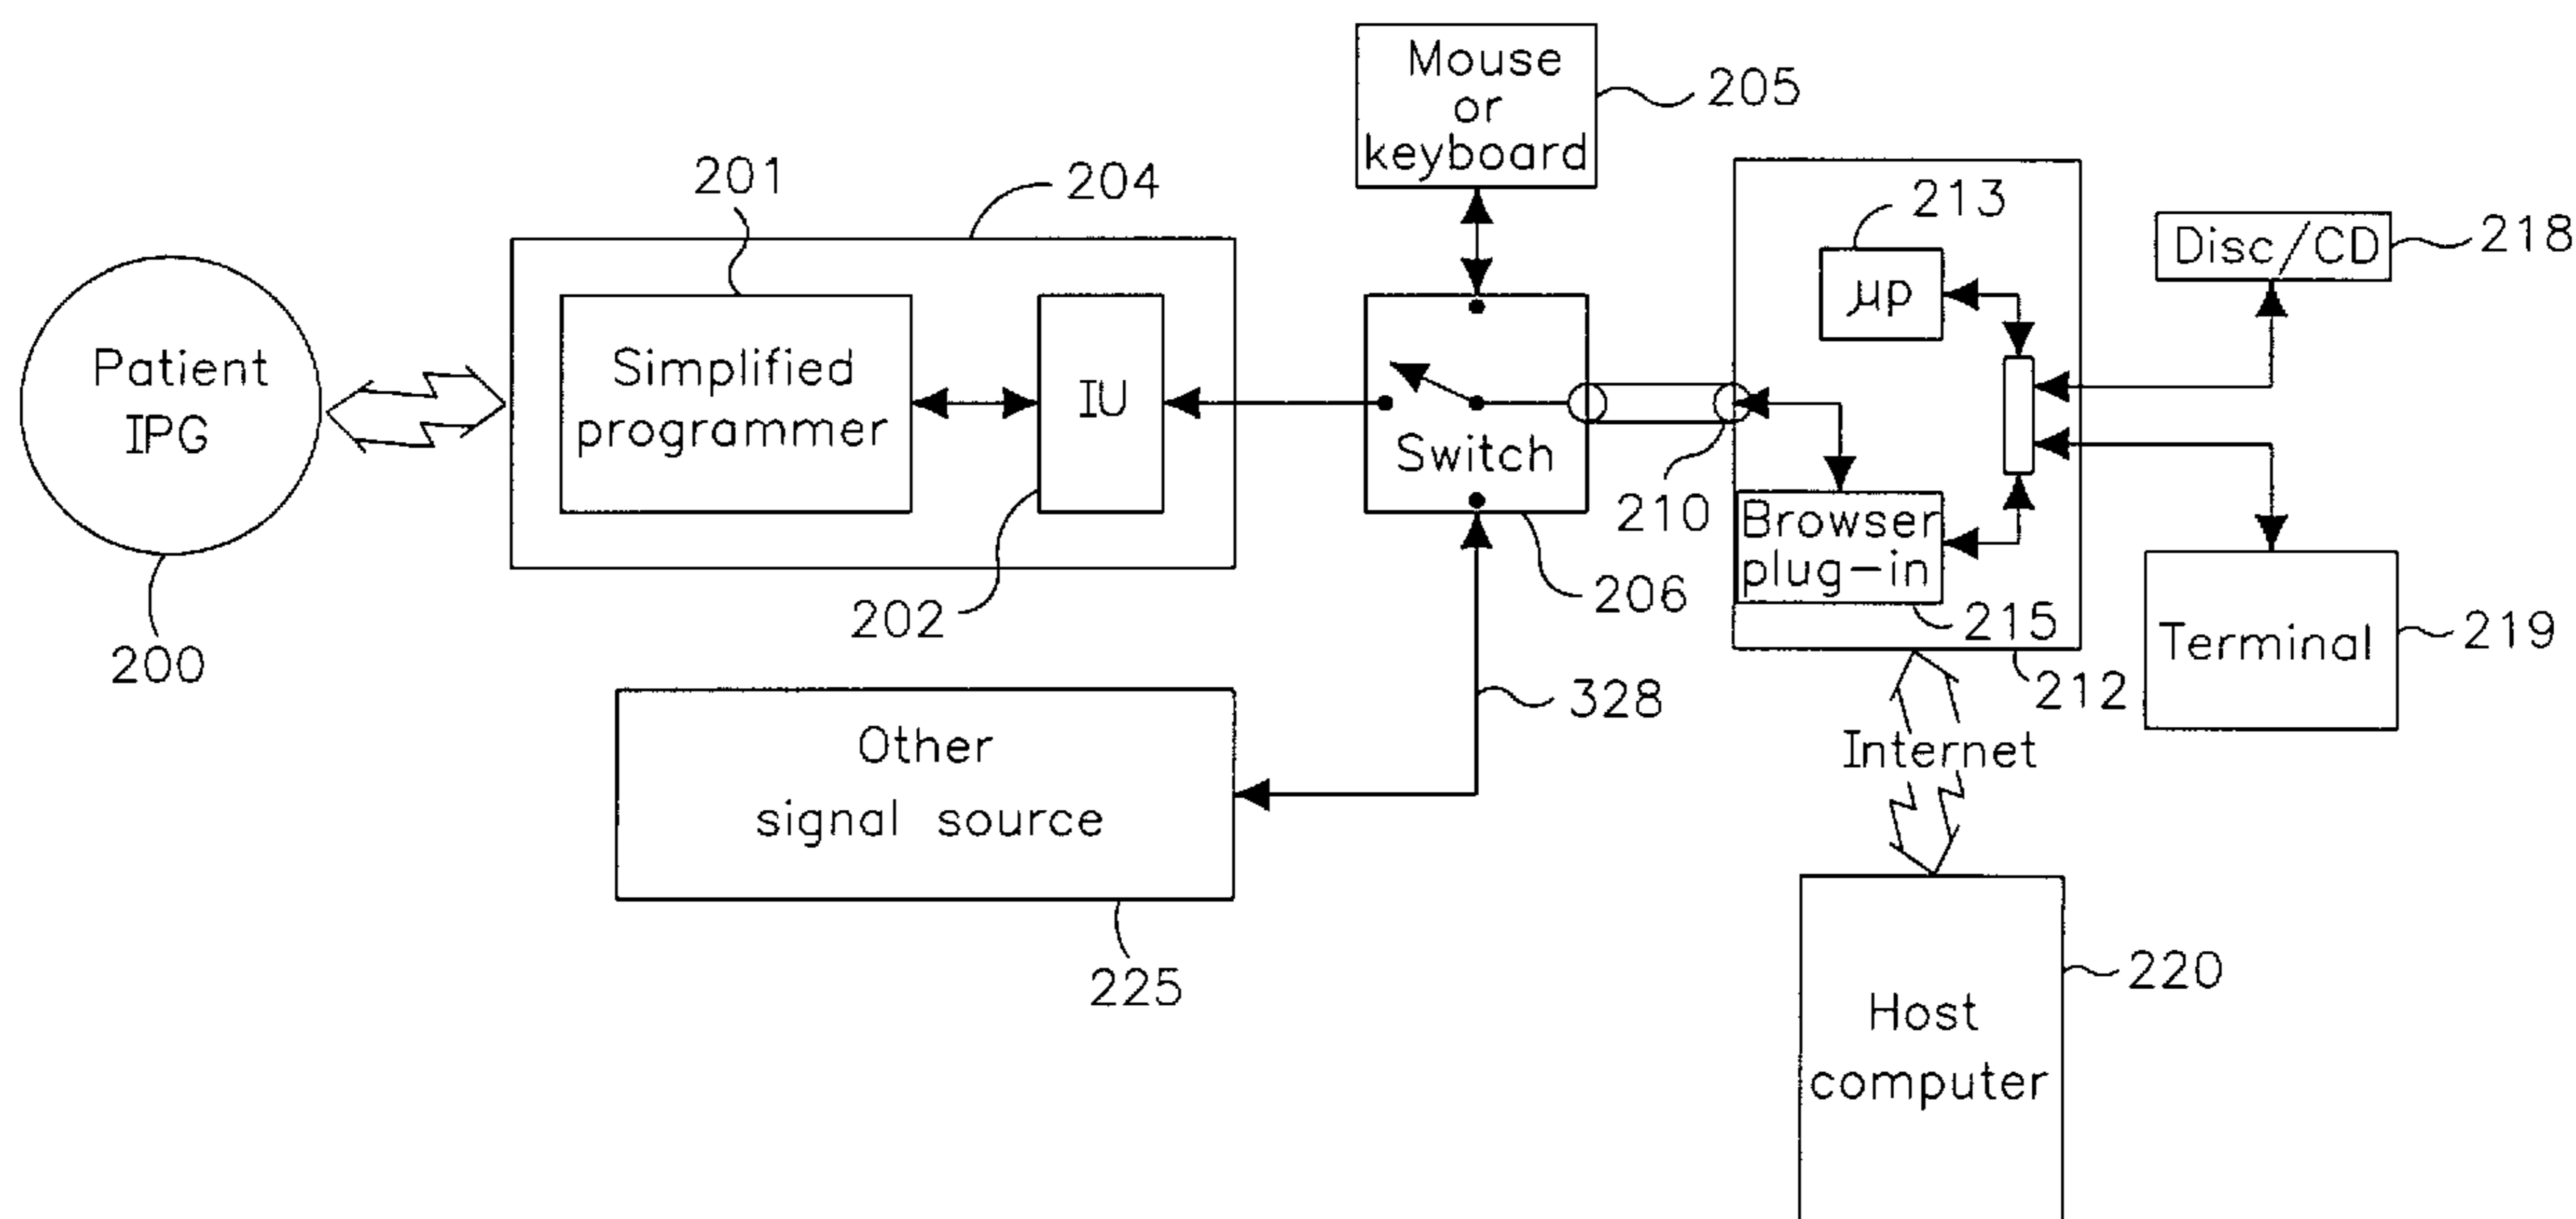 Mouse
or
keyboard
205
201
204
213
Disc/CD
218
µp
Patient
IPG
Simplified
programmer
IU
Switch
210
Browser
plug-in
206
202
215
200
Terminal
219
212
328
Other
signal source
Internet
225
220
Host
computer